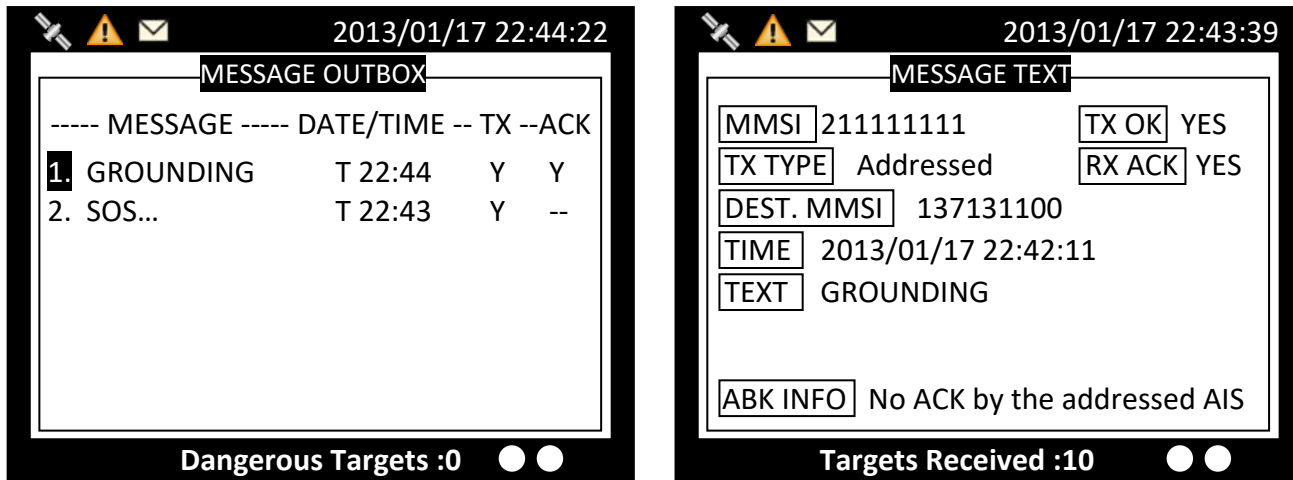 2013/01/17 22:44:22
MESSAGE OUTBOX
----- MESSAGE ----- DATE/TIME -- TX --ACK
1. GROUNDING T 22:44 Y Y
2. SOS... T 22:43 Y --
Dangerous Targets :0
2013/01/17 22:43:39
MESSAGE TEXT
MMSI 211111111 TX OK YES
TX TYPE Addressed RX ACK YES
DEST. MMSI 137131100
TIME 2013/01/17 22:42:11
TEXT GROUNDING
ABK INFO No ACK by the addressed AIS
Targets Received :10